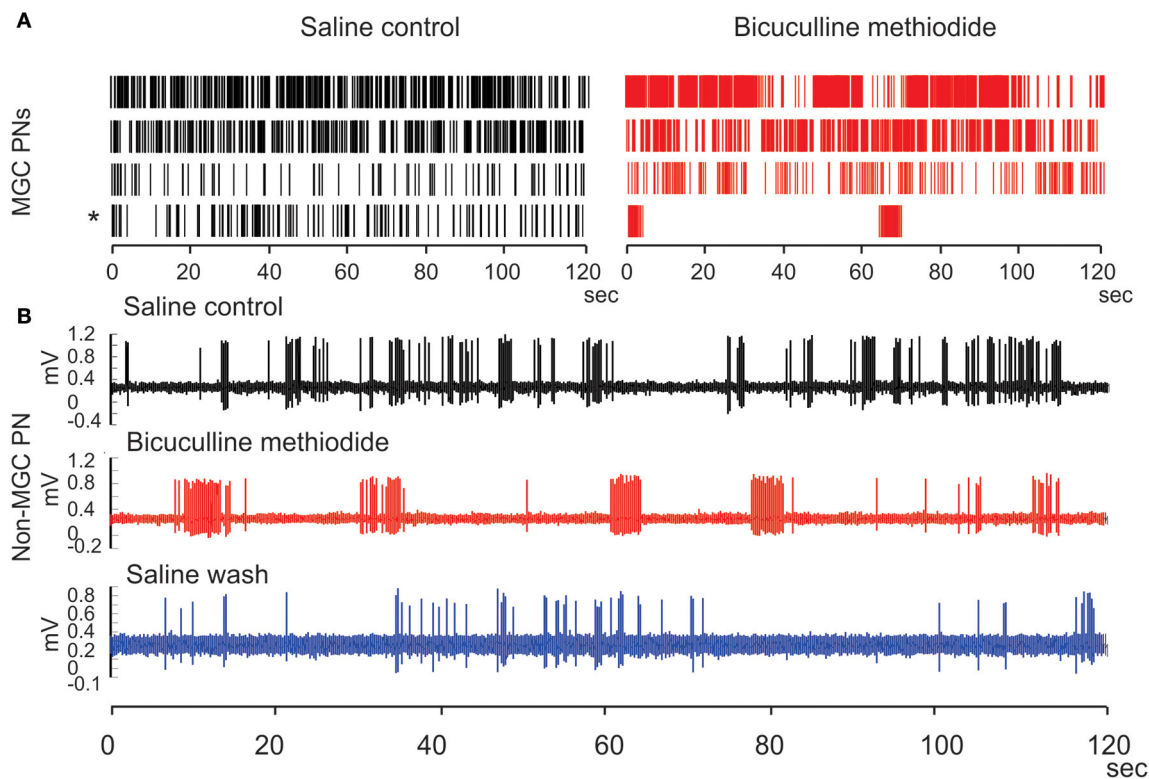 A
Saline control
Bicuculline methiodide
MGC PNs
*
0 20 40 60 80 100 120
sec
0 20 40 60 80 100 120
sec
B
Non-MGC PN
Saline control
mV
1.2
0.8
0.4
0
-0.4
Bicuculline methiodide
mV
1.2
0.8
0.4
0
-0.2
Saline wash
mV
0.8
0.6
0.4
0.2
0
-0.1
0 20 40 60 80 100 120
sec